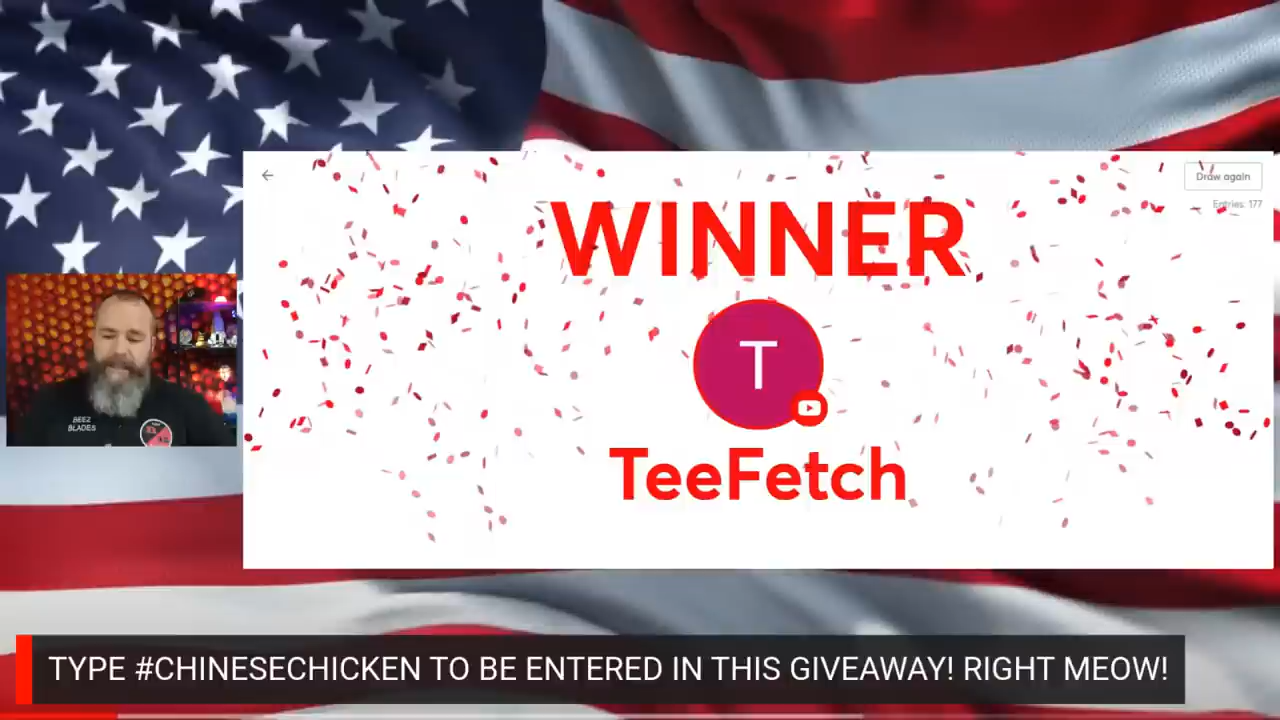 Draw again
Entries: 177
WINNER
T
TeeFetch
BEEZ
BLADES
TYPE #CHINESECHICKEN TO BE ENTERED IN THIS GIVEAWAY! RIGHT MEOW!